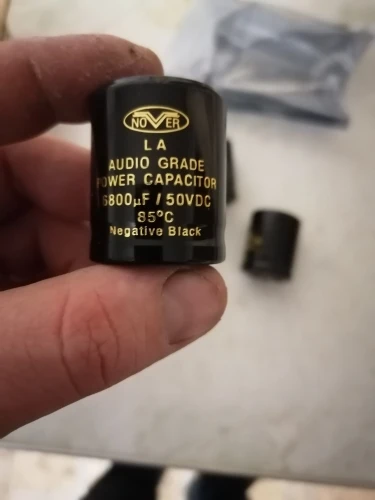 NOVER
LA
AUDIO GRADE
POWER CAPACITOR
6800µF / 50VDC
85°C
Negative Black